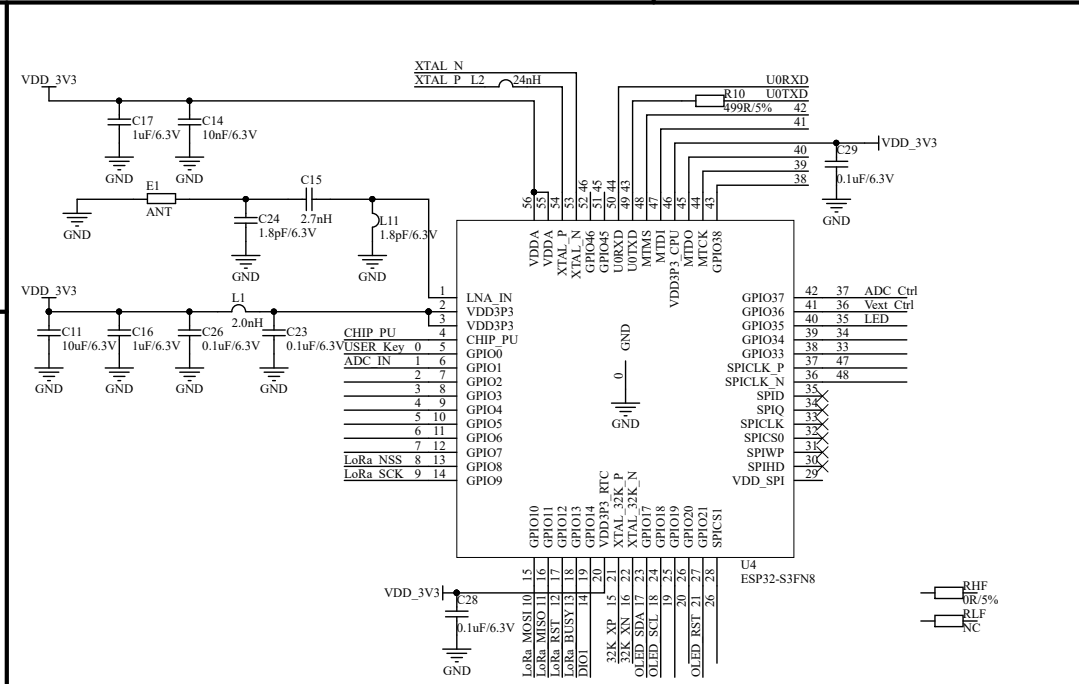 XTAL_N
XTAL_P L2 24nH
VDD_3V3
U0RXD
R10 U0TXD
499R/5% 42
41
C17
1uF/6.3V
C14
10nF/6.3V
40
C29
VDD_3V3
39
0.1uF/6.3V
38
GND
GND
GND
E1
ANT
GND
C15
2.7nH
C24
1.8pF/6.3V
L11
1.8pF/6.3V
GND
GND
46 45 44 43
56 55 54 53 52 51 50 49 48 47 46 45 44 43
VDDA
VDDA
XTAL_P
XTAL_N
GPIO46
GPIO45
U0RXD
U0TXD
MTMS
MTDI
VDD3P3_CPU
MTDO
MTCK
GPIO38
VDD_3V3
L1
2.0nH
C11
10uF/6.3V
C16
1uF/6.3V
C26
0.1uF/6.3V
C23
0.1uF/6.3V
GND
GND
GND
GND
1 LNA_IN
2 VDD3P3
3 VDD3P3
CHIP_PU 4 CHIP_PU
USER_Key 0 5 GPIO0
ADC_IN 1 6 GPIO1
2 7 GPIO2
3 8 GPIO3
4 9 GPIO4
5 10 GPIO5
6 11 GPIO6
7 12 GPIO7
LoRa_NSS 8 13 GPIO8
LoRa_SCK 9 14 GPIO9
GND
0
GND
GPIO37 42 37 ADC_Ctrl
GPIO36 41 36 Vext_Ctrl
GPIO35 40 35 LED
GPIO34 39 34
GPIO33 38 33
SPICLK_P 37 47
SPICLK_N 36 48
SPID 35
SPIQ 34
SPICLK 33
SPICS0 32
SPIWP 31
SPIHD 30
VDD_SPI 29
GPIO10
GPIO11
GPIO12
GPIO13
GPIO14
VDD3P3_RTC
XTAL_32K_P
XTAL_32K_N
GPIO17
GPIO18
GPIO19
GPIO20
GPIO21
SPICS1
U4
ESP32-S3FN8
15 16 17 18 19 20 21 22 23 24 25 26 27 28
VDD_3V3
C28
0.1uF/6.3V
GND
LoRa_MOSI 10
LoRa_MISO 11
LoRa_RST 12
LoRa_BUSY 13
DIO1 14
32K_XP 15
32K_XN 16
OLED_SDA 17
OLED_SCL 18
19
20
OLED_RST 21
26
RHF
0R/5%
RLF
NC